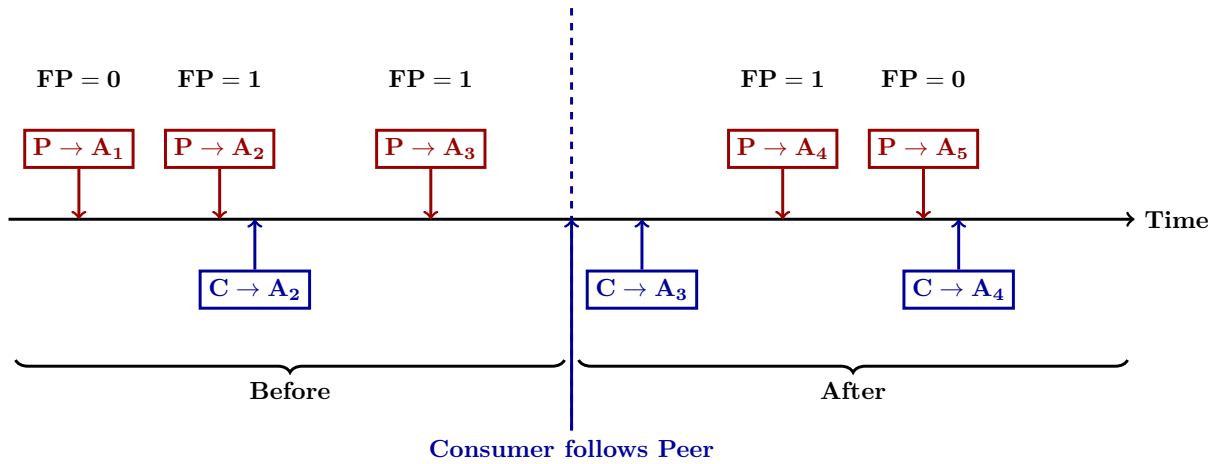 FP = 0 FP = 1 FP = 1 FP = 1 FP = 0
P → A₁ P → A₂ P → A₃ P → A₄ P → A₅
Time
C → A₂ C → A₃ C → A₄
Before After
Consumer follows Peer